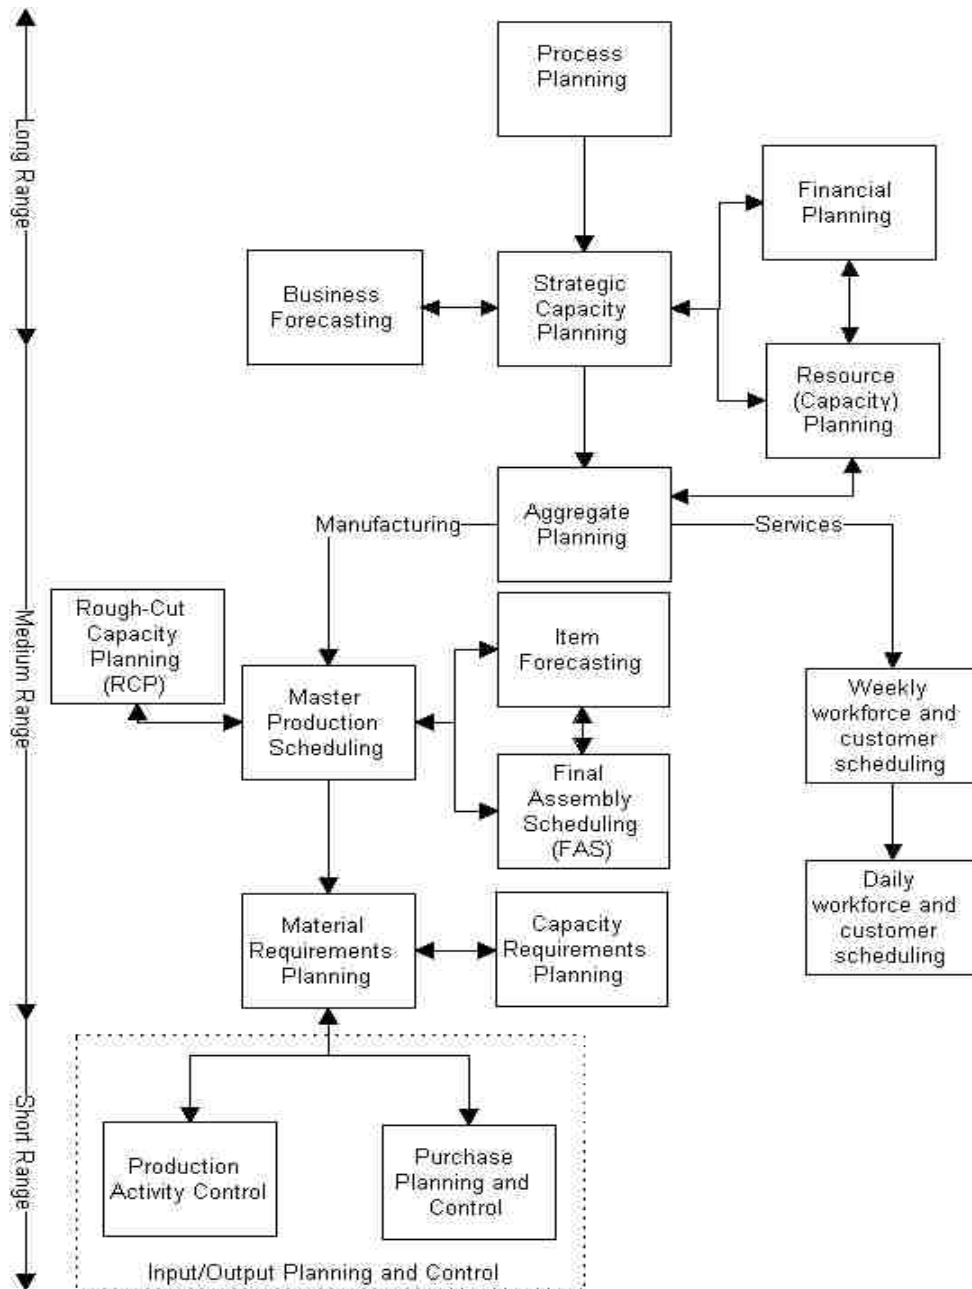 Process
Planning
Long Range
Financial
Planning
Business
Forecasting
Strategic
Capacity
Planning
Resource
(Capacity)
Planning
Manufacturing
Aggregate
Planning
Services
Medium Range
Rough-Cut
Capacity
Planning
(RCP)
Item
Forecasting
Master
Production
Scheduling
Weekly
workforce and
customer
scheduling
Final
Assembly
Scheduling
(FAS)
Daily
workforce and
customer
scheduling
Material
Requirements
Planning
Capacity
Requirements
Planning
Short Range
Production
Activity Control
Purchase
Planning and
Control
Input/Output Planning and Control